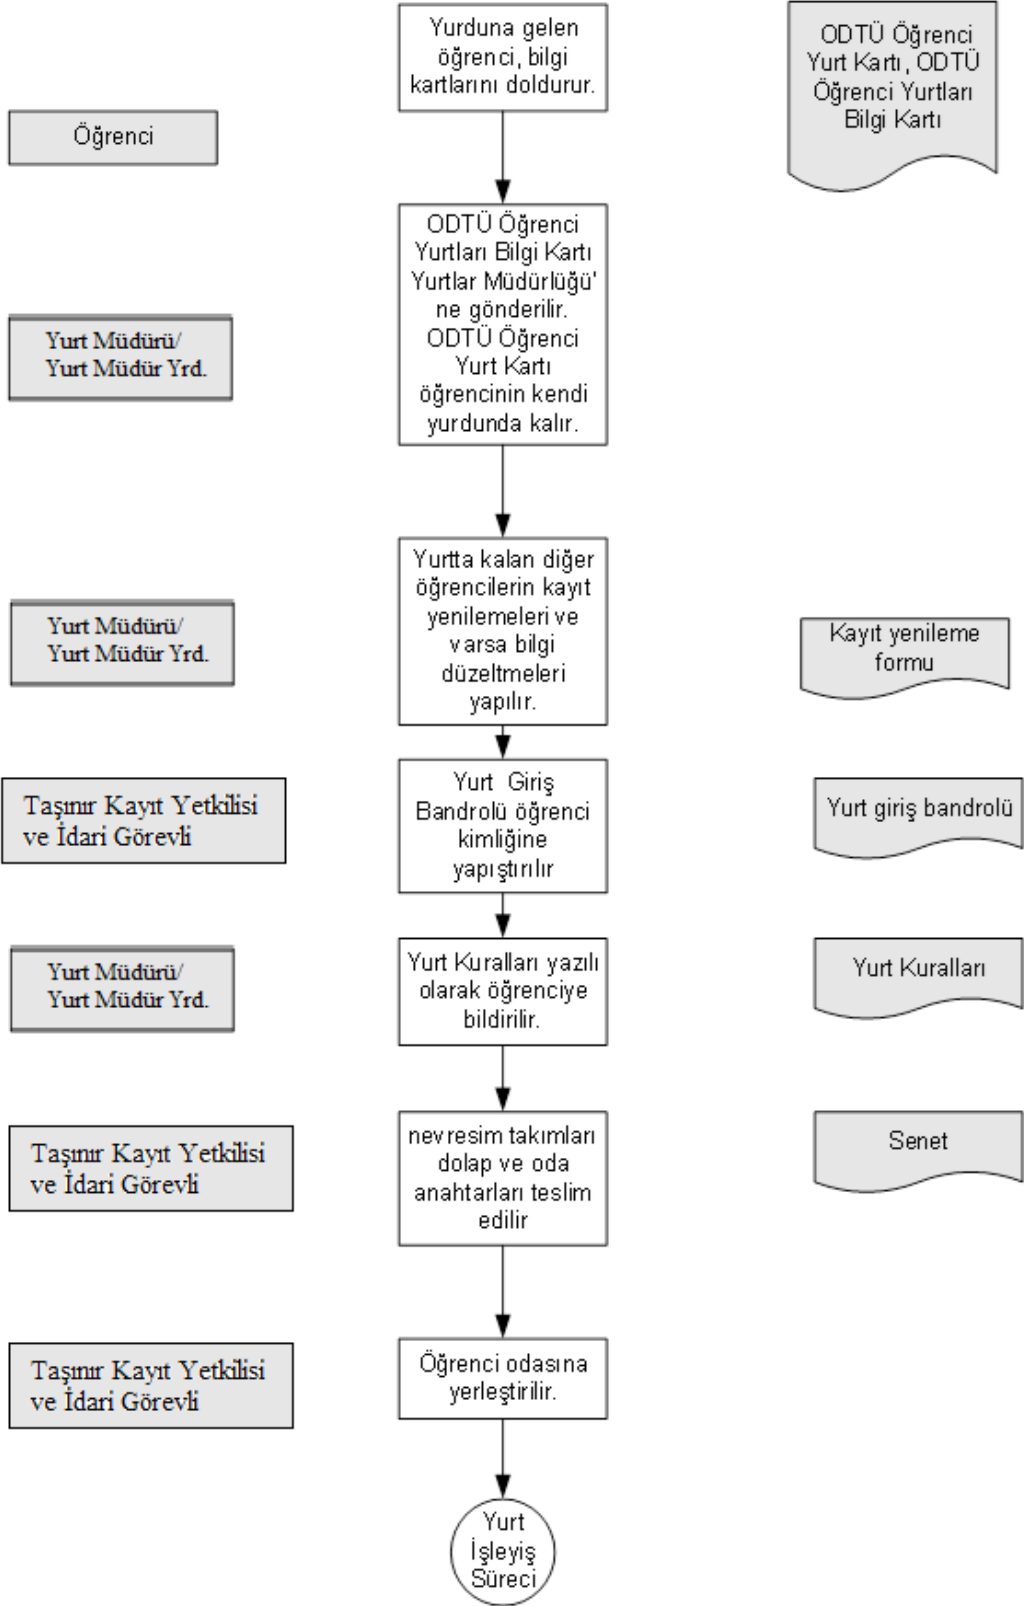 Yurduna gelen
öğrenci, bilgi
kartlarını doldurur.
ODTÜ Öğrenci
Yurt Kartı, ODTÜ
Öğrenci Yurtları
Bilgi Kartı
Öğrenci
ODTÜ Öğrenci
Yurtları Bilgi Kartı
Yurtlar Müdürlüğü'
ne gönderilir.
ODTÜ Öğrenci
Yurt Kartı
öğrencinin kendi
yurdunda kalır.
Yurt Müdürü/
Yurt Müdür Yrd.
Yurtta kalan diğer
öğrencilerin kayıt
yenilemeleri ve
varsa bilgi
düzeltmeleri
yapılır.
Yurt Müdürü/
Yurt Müdür Yrd.
Kayıt yenileme
formu
Taşınır Kayıt Yetkilisi
ve İdari Görevli
Yurt Giriş
Bandrolü öğrenci
kimliğine
yapıştırılır
Yurt giriş bandrolü
Yurt Müdürü/
Yurt Müdür Yrd.
Yurt Kuralları yazılı
olarak öğrenciye
bildirilir.
Yurt Kuralları
Taşınır Kayıt Yetkilisi
ve İdari Görevli
nevresim takımları
dolap ve oda
anahtarları teslim
edilir
Senet
Taşınır Kayıt Yetkilisi
ve İdari Görevli
Öğrenci odasına
yerleştirilir.
Yurt
İşleyiş
Süreci